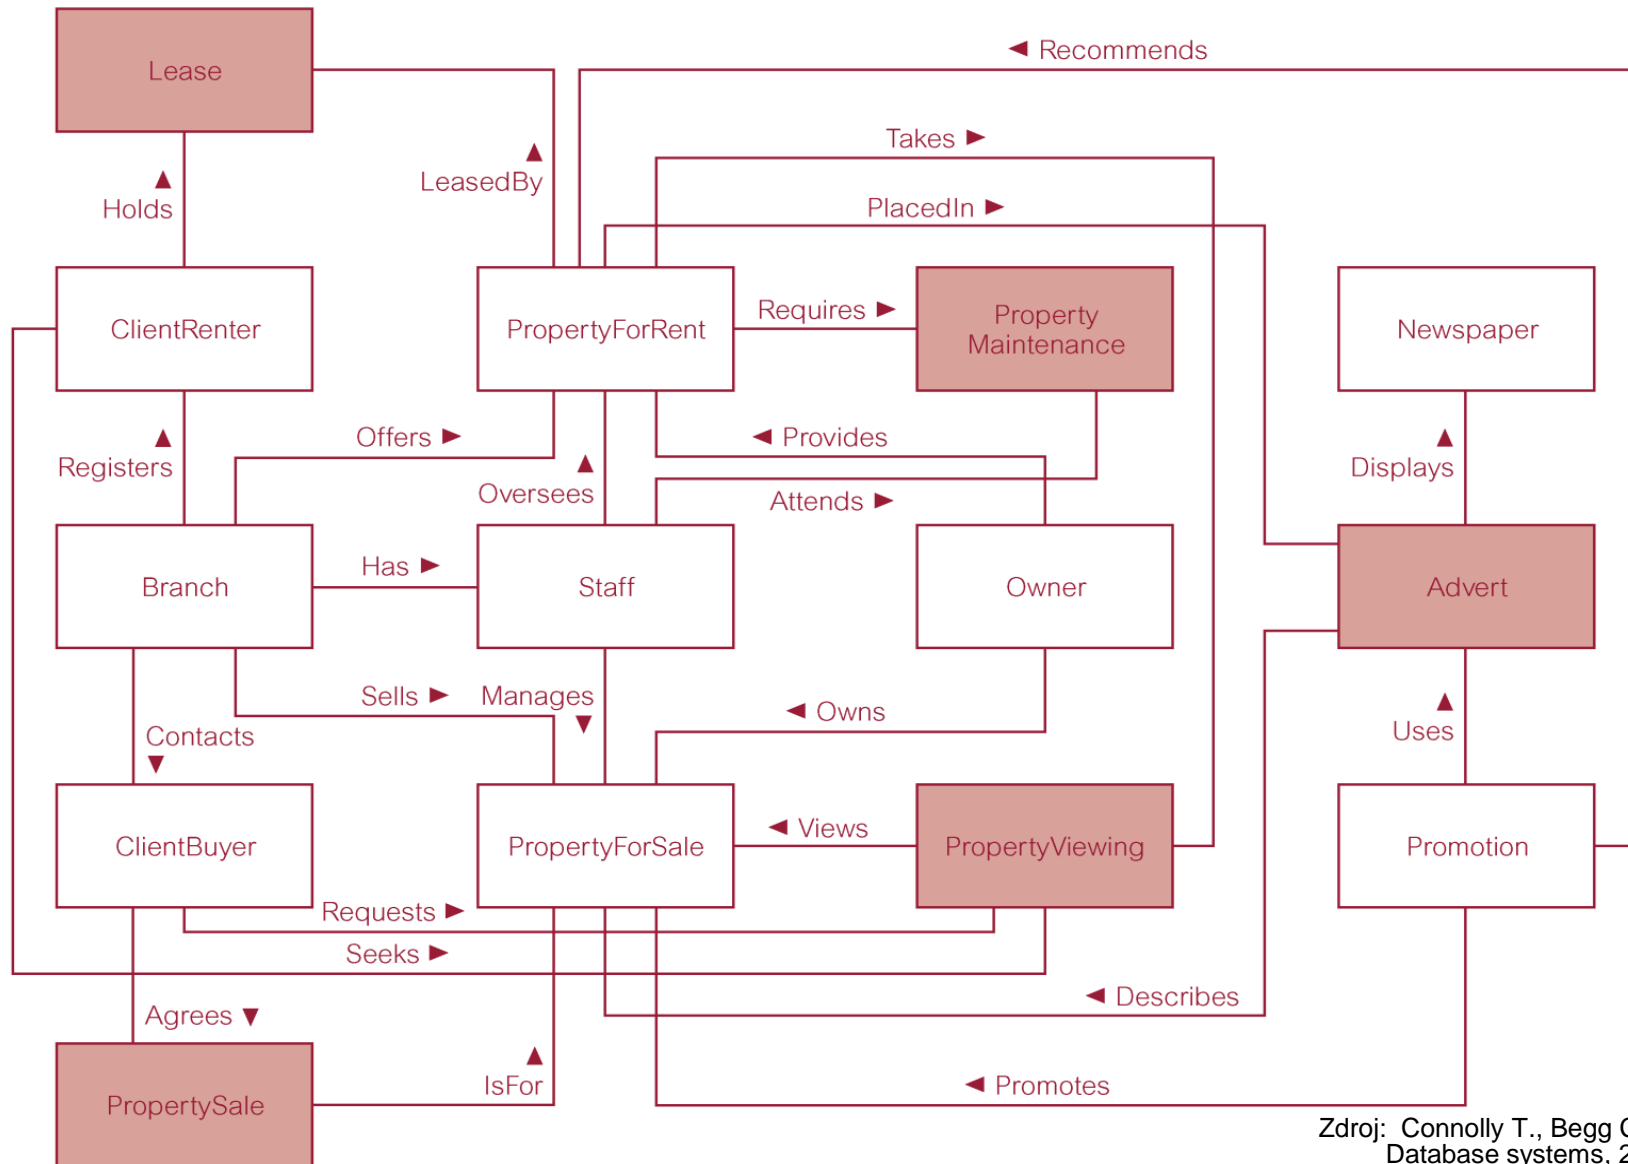 Lease
◄ Recommends
Takes ►
▲
LeasedBy
▲
Holds
PlacedIn ►
ClientRenter
PropertyForRent
Requires ►
Property
Maintenance
Newspaper
Offers ►
◄ Provides
▲
Registers
▲
Oversees
Attends ►
▲
Displays
Branch
Has ►
Staff
Owner
Advert
Sells ►
Manages
▼
◄ Owns
Contacts
▼
▲
Uses
ClientBuyer
PropertyForSale
◄ Views
PropertyViewing
Promotion
Requests ►
Seeks ►
◄ Describes
Agrees ▼
▲
IsFor
◄ Promotes
PropertySale
Zdroj: Connolly T., Begg
Database systems, 2